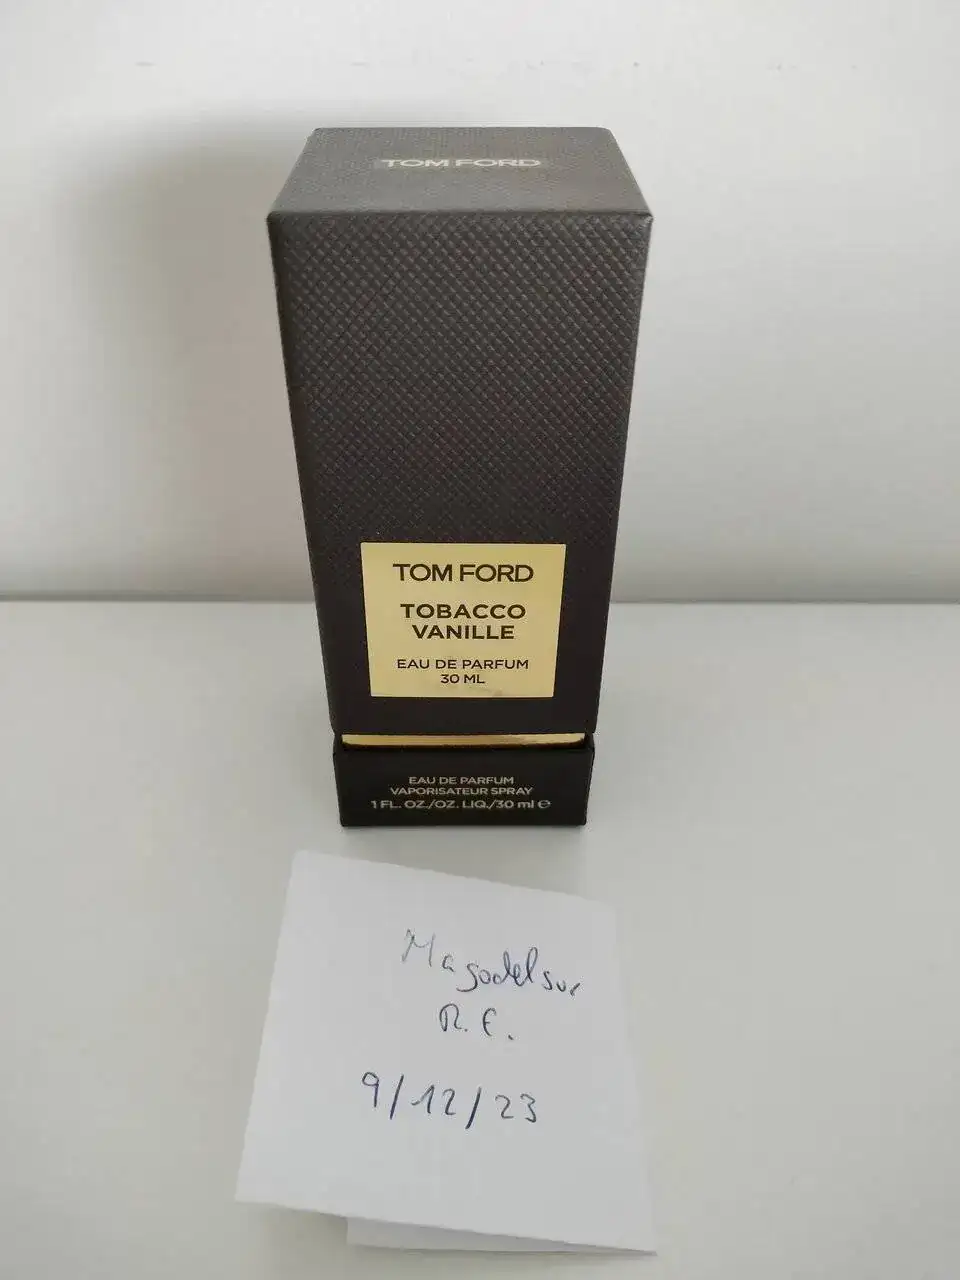 TOM FORD
TOM FORD
TOBACCO
VANILLE
EAU DE PARFUM
30 ML
EAU DE PARFUM
VAPORISATEUR SPRAY
1 FL. OZ./OZ. LIQ./30 ml ℮
Magodelsur
R.E.
9/12/23